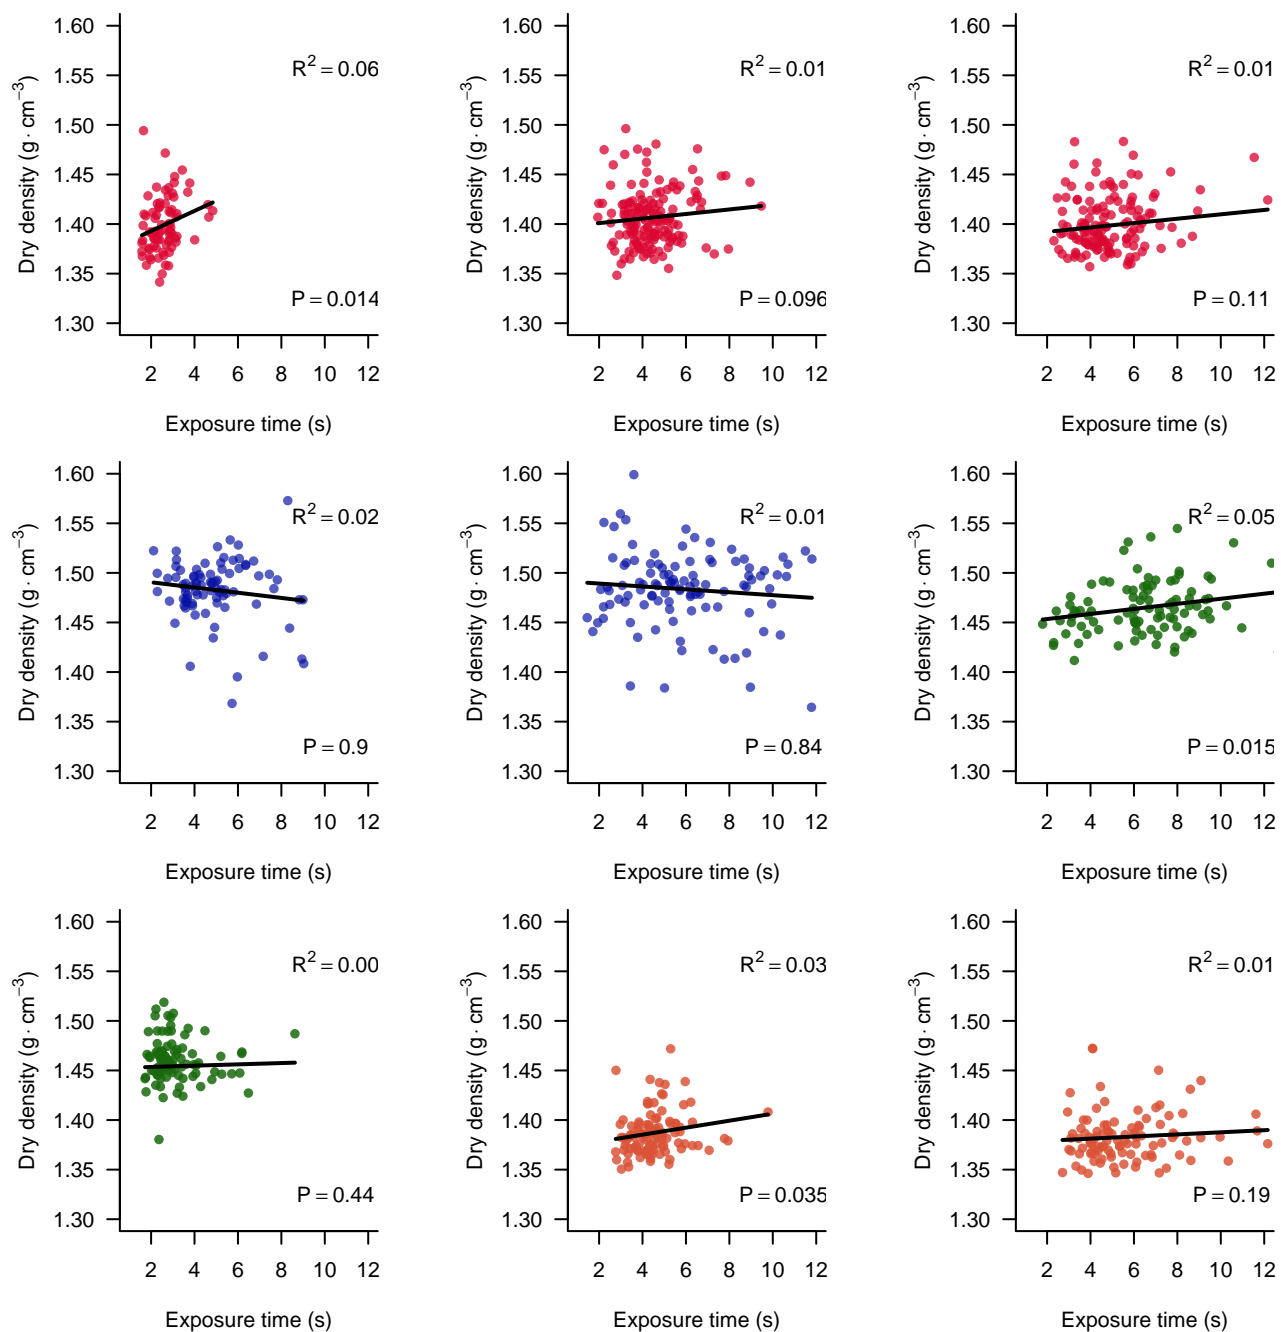 1.60
R² = 0.06
1.55
1.50
1.45
1.40
1.35
P = 0.014
1.30
2 4 6 8 10 12
Exposure time (s)
Dry density (g· cm⁻³)
1.60
R² = 0.01
1.55
1.50
1.45
1.40
1.35
P = 0.096
1.30
2 4 6 8 10 12
Exposure time (s)
Dry density (g· cm⁻³)
1.60
R² = 0.01
1.55
1.50
1.45
1.40
1.35
P = 0.11
1.30
2 4 6 8 10 12
Exposure time (s)
Dry density (g· cm⁻³)
1.60
R² = 0.02
1.55
1.50
1.45
1.40
1.35
P = 0.9
1.30
2 4 6 8 10 12
Exposure time (s)
Dry density (g· cm⁻³)
1.60
R² = 0.01
1.55
1.50
1.45
1.40
1.35
P = 0.84
1.30
2 4 6 8 10 12
Exposure time (s)
Dry density (g· cm⁻³)
1.60
R² = 0.05
1.55
1.50
1.45
1.40
1.35
P = 0.015
1.30
2 4 6 8 10 12
Exposure time (s)
Dry density (g· cm⁻³)
1.60
R² = 0.00
1.55
1.50
1.45
1.40
1.35
P = 0.44
1.30
2 4 6 8 10 12
Exposure time (s)
Dry density (g· cm⁻³)
1.60
R² = 0.03
1.55
1.50
1.45
1.40
1.35
P = 0.035
1.30
2 4 6 8 10 12
Exposure time (s)
Dry density (g· cm⁻³)
1.60
R² = 0.01
1.55
1.50
1.45
1.40
1.35
P = 0.19
1.30
2 4 6 8 10 12
Exposure time (s)
Dry density (g· cm⁻³)